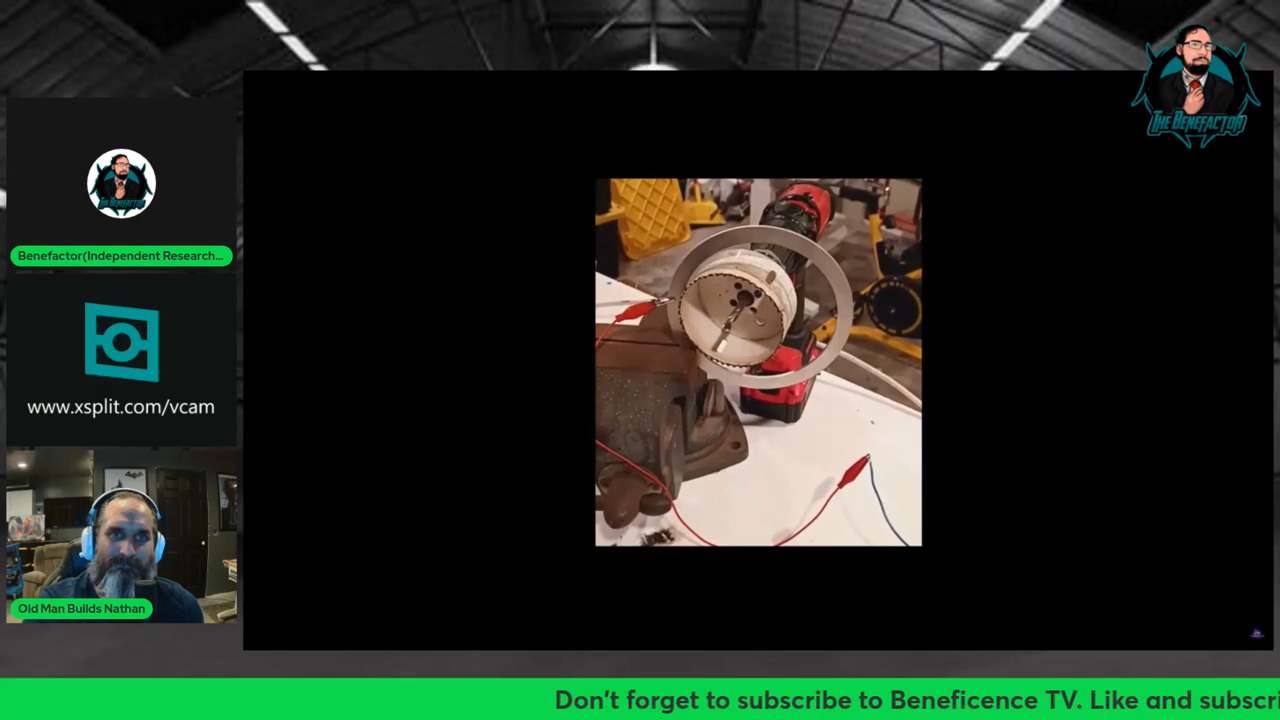 THE BENEFACTOR
Benefactor(Independent Research...
www.xsplit.com/vcam
Old Man Builds Nathan
Don't forget to subscribe to Beneficence TV. Like and subscri